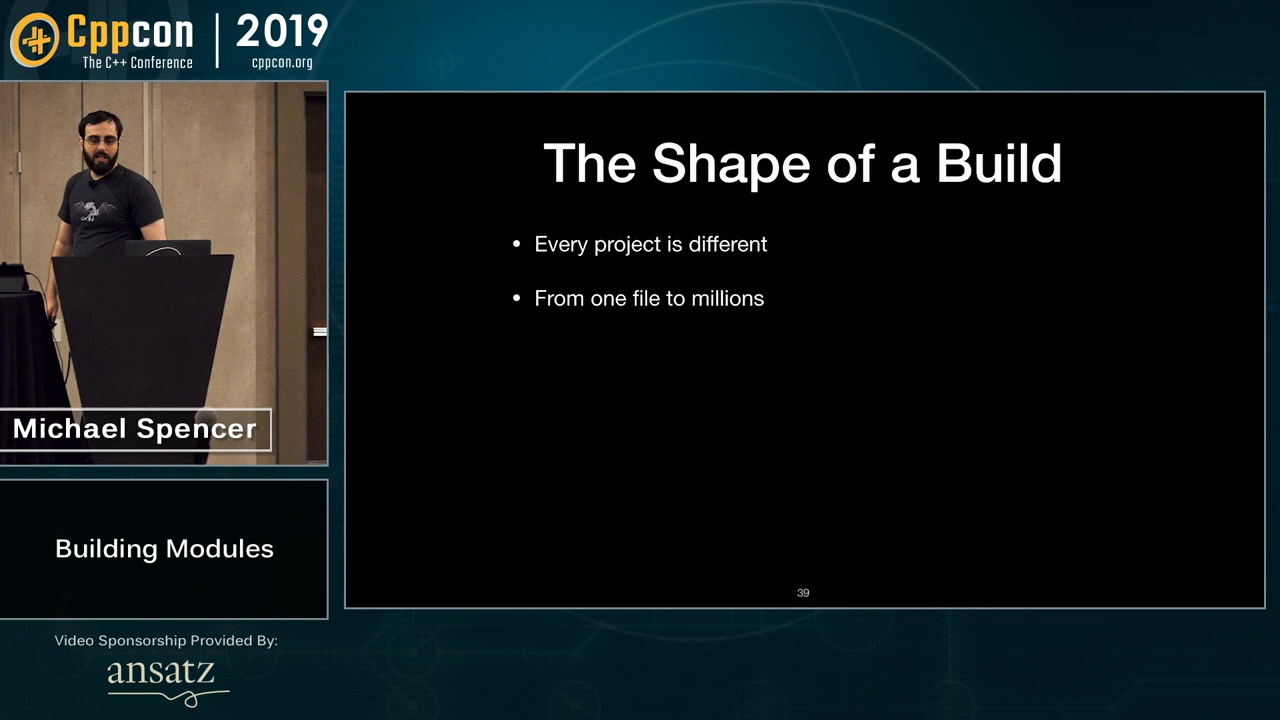 Cppcon
The C++ Conference
2019
cppcon.org
Michael Spencer
Building Modules
Video Sponsorship Provided By:
ansatz
The Shape of a Build
• Every project is different
• From one file to millions
39